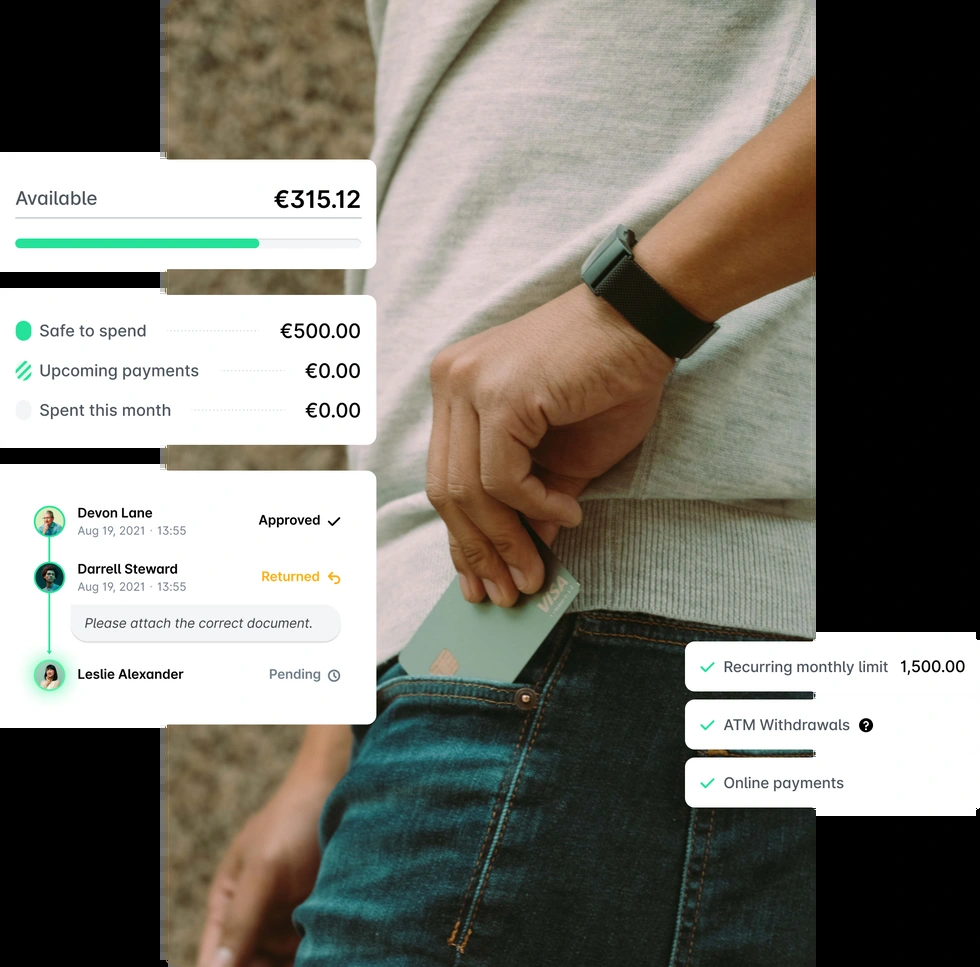 Available €315.12
Safe to spend €500.00
Upcoming payments €0.00
Spent this month €0.00
Devon Lane
Aug 19, 2021 · 13:55
Approved
Darrell Steward
Aug 19, 2021 · 13:55
Returned
Please attach the correct document.
Leslie Alexander
Pending
VISA
Recurring monthly limit 1,500.00
ATM Withdrawals ?
Online payments